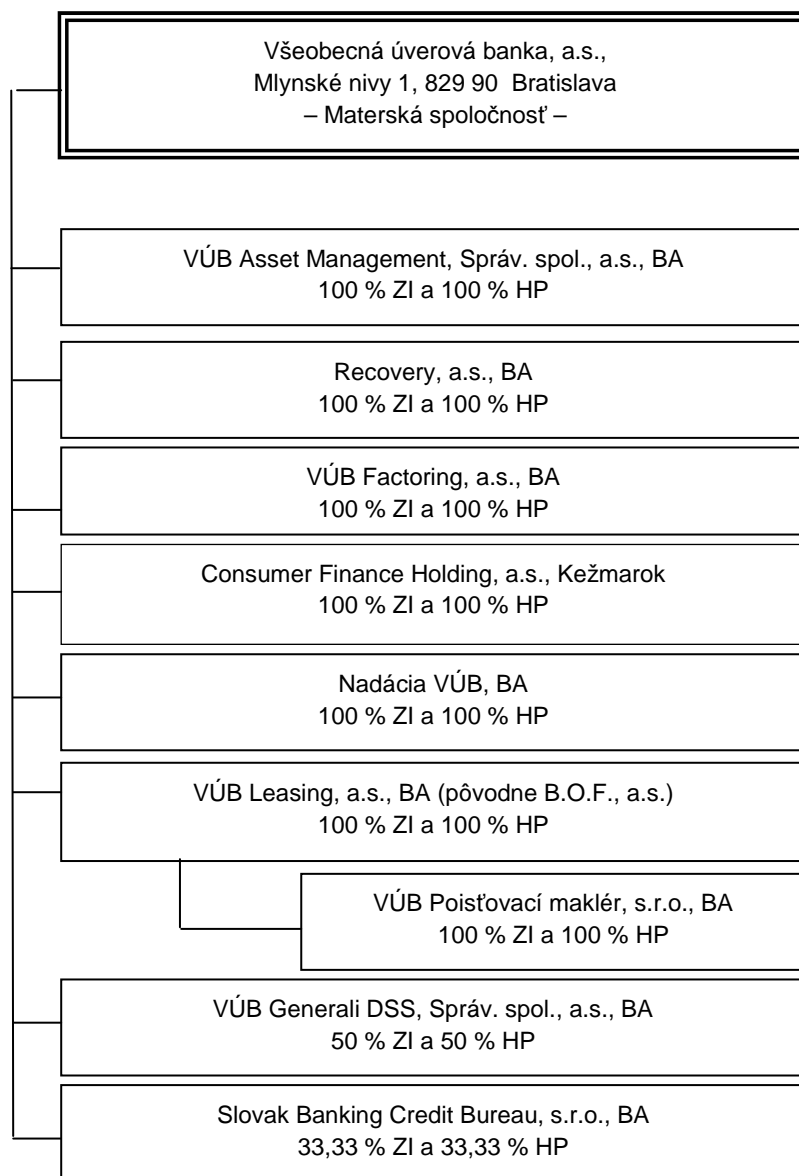 Všeobecná úverová banka, a.s.,
Mlynské nivy 1, 829 90 Bratislava
– Materská spoločnosť –
VÚB Asset Management, Správ. spol., a.s., BA
100 % ZI a 100 % HP
Recovery, a.s., BA
100 % ZI a 100 % HP
VÚB Factoring, a.s., BA
100 % ZI a 100 % HP
Consumer Finance Holding, a.s., Kežmarok
100 % ZI a 100 % HP
Nadácia VÚB, BA
100 % ZI a 100 % HP
VÚB Leasing, a.s., BA (pôvodne B.O.F., a.s.)
100 % ZI a 100 % HP
VÚB Poisťovací maklér, s.r.o., BA
100 % ZI a 100 % HP
VÚB Generali DSS, Správ. spol., a.s., BA
50 % ZI a 50 % HP
Slovak Banking Credit Bureau, s.r.o., BA
33,33 % ZI a 33,33 % HP